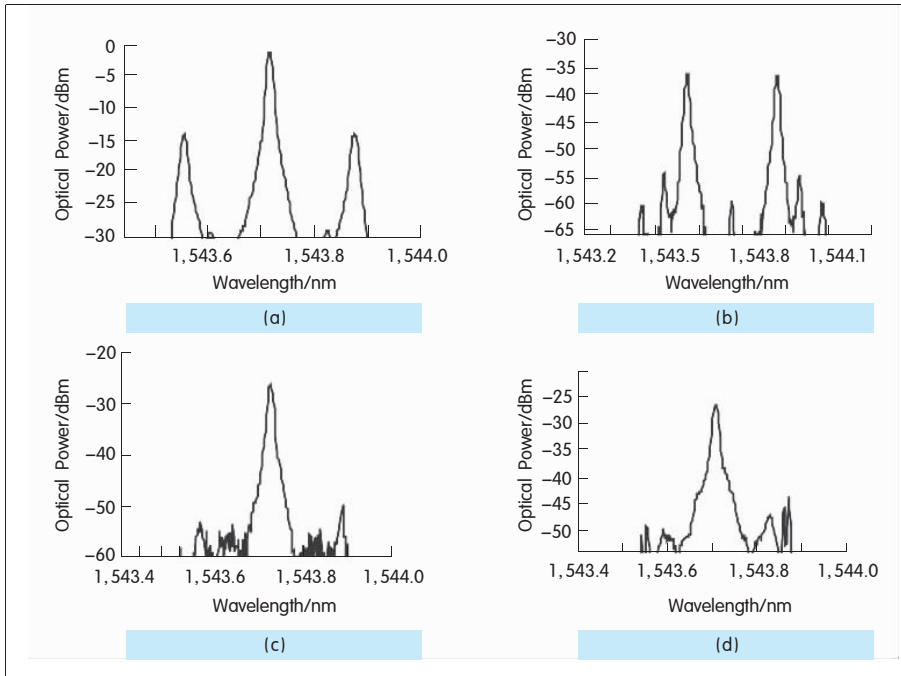 0
−5
−10
−15
−20
−25
−30
Optical Power/dBm
1,543.6 1,543.8 1,544.0
Wavelength/nm
(a)
−30
−35
−40
−45
−50
−55
−60
−65
Optical Power/dBm
1,543.2 1,543.5 1,543.8 1,544.1
Wavelength/nm
(b)
−20
−30
−40
−50
−60
Optical Power/dBm
1,543.4 1,543.6 1,543.8 1,544.0
Wavelength/nm
(c)
−25
−30
−35
−40
−45
−50
Optical Power/dBm
1,543.4 1,543.6 1,543.8 1,544.0
Wavelength/nm
(d)